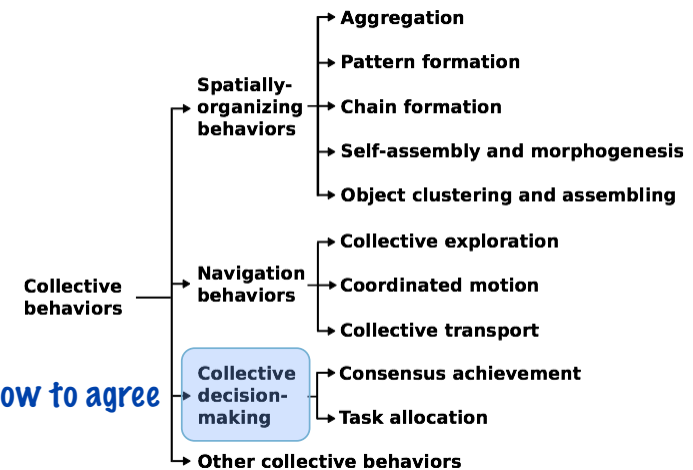 Aggregation
Pattern formation
Spatially-
organizing
behaviors
Chain formation
Self-assembly and morphogenesis
Object clustering and assembling
Collective exploration
Navigation
behaviors
Coordinated motion
Collective
behaviors
Collective transport
ow to agree
Collective
decision-
making
Consensus achievement
Task allocation
Other collective behaviors